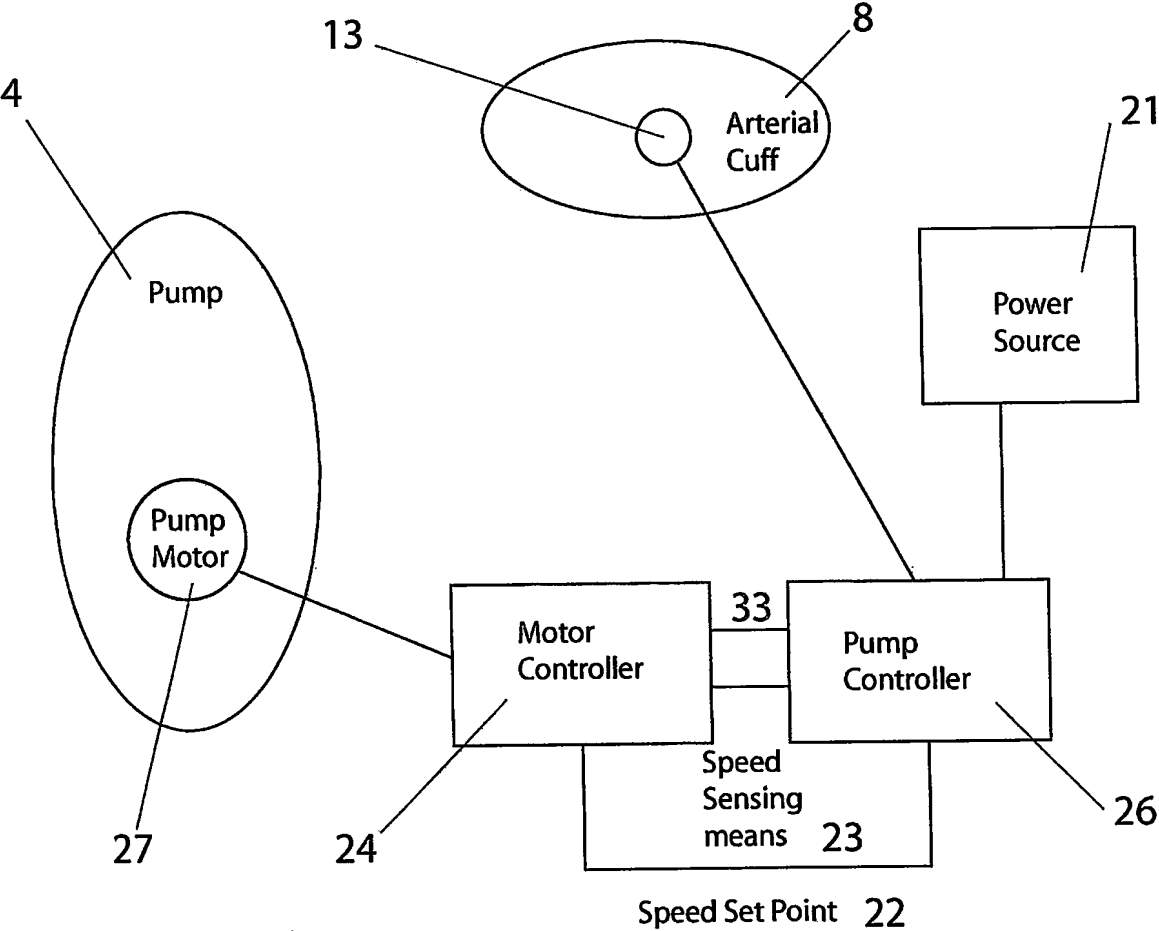 13
8
4
Arterial
Cuff
21
Pump
Power
Source
Pump
Motor
33
Motor
Controller
Pump
Controller
Speed
Sensing
means 23
27
24
26
Speed Set Point 22